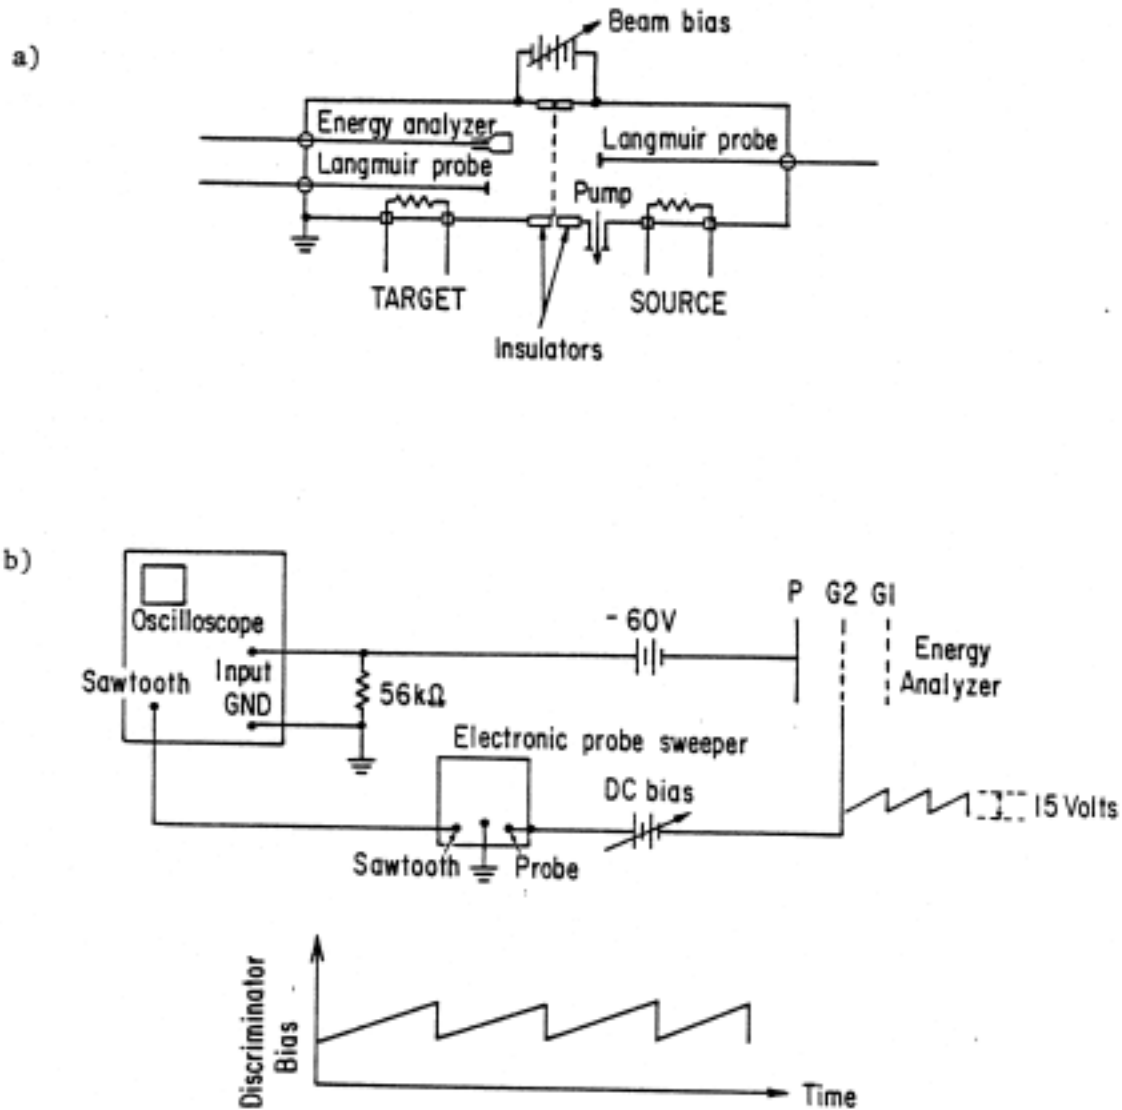 a)
Beam bias
Energy analyzer
Langmuir probe
Langmuir probe
Pump
TARGET
SOURCE
Insulators
b)
P G2 G1
- 60V
Oscilloscope
Energy
Analyzer
Input
Sawtooth
56kΩ
GND
Electronic probe sweeper
DC bias
15 Volts
Sawtooth
Probe
Discriminator
Bias
Time